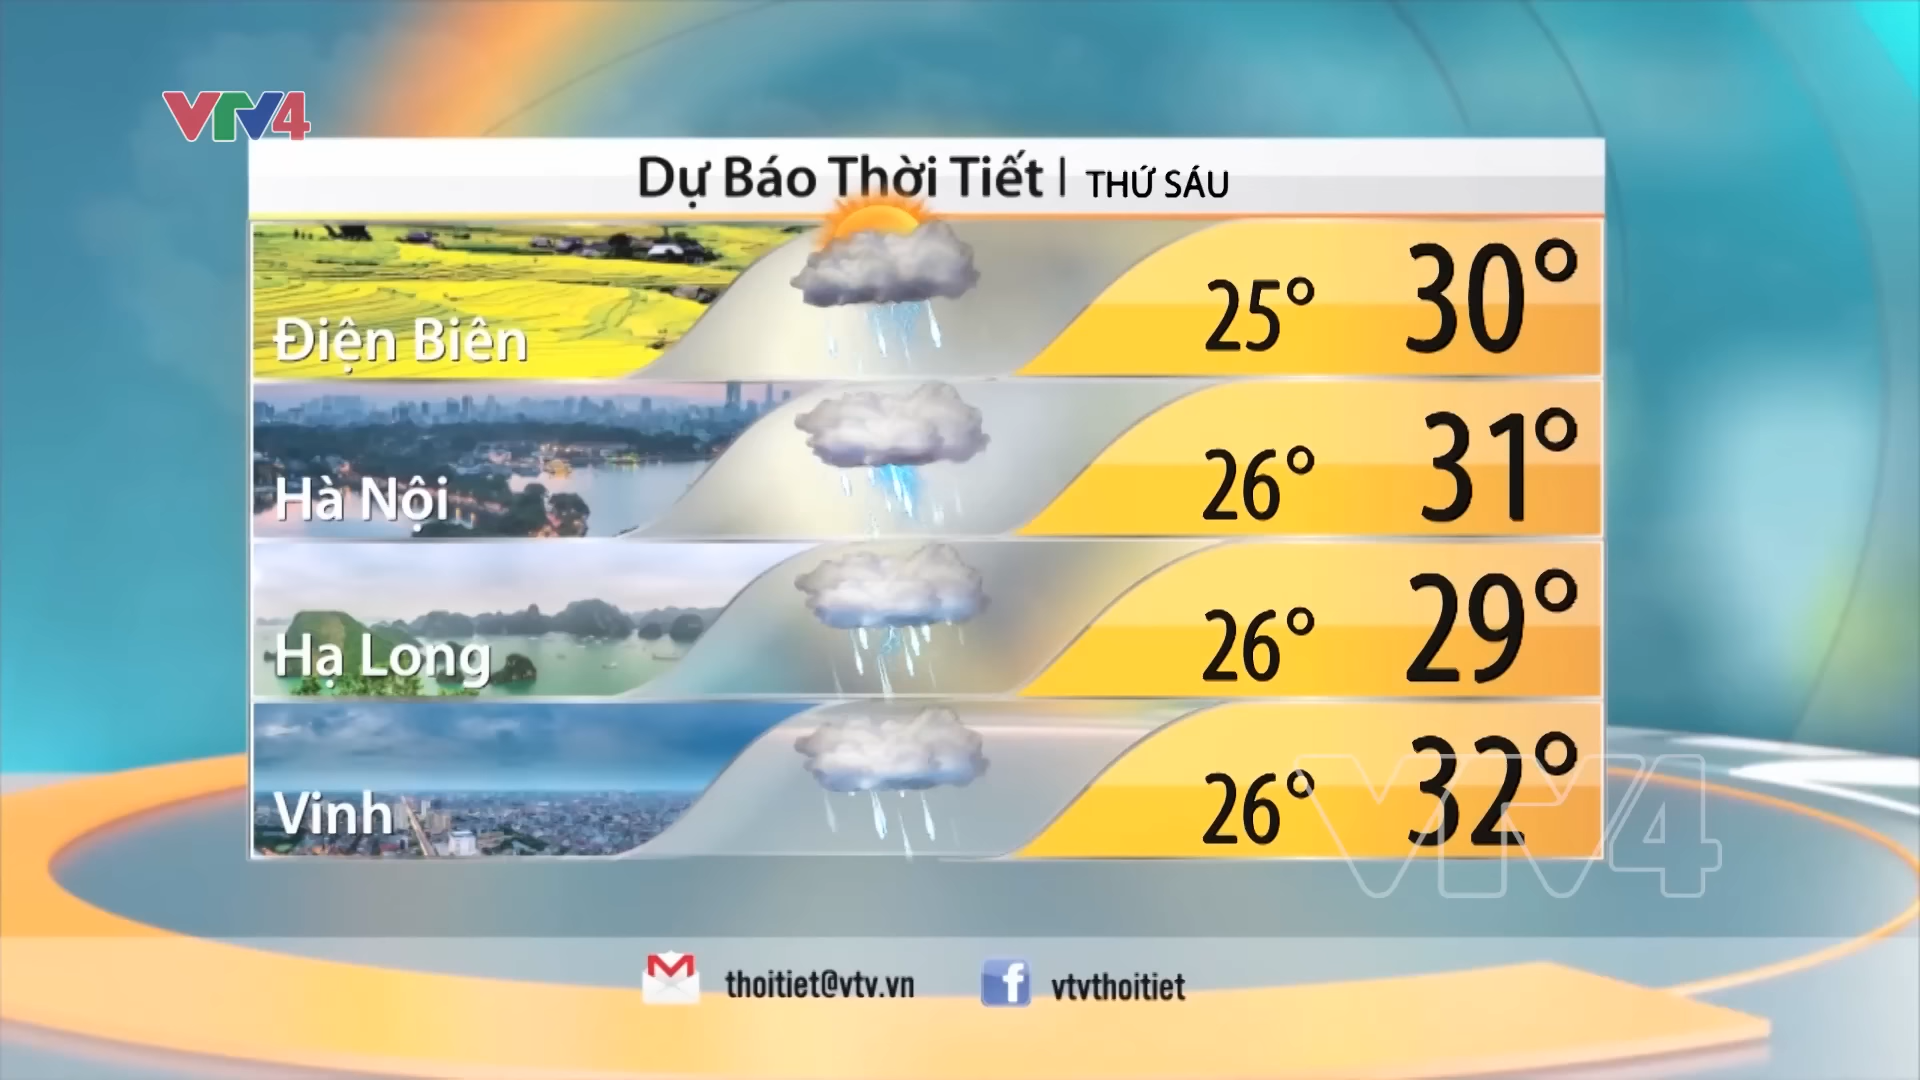 VTV4
Dự Báo Thời Tiết | THỨ SÁU
Điện Biên 25° 30°
Hà Nội 26° 31°
Hạ Long 26° 29°
Vinh 26° 32°
VTV4
thoitiet@vtv.vn vtvthoitiet